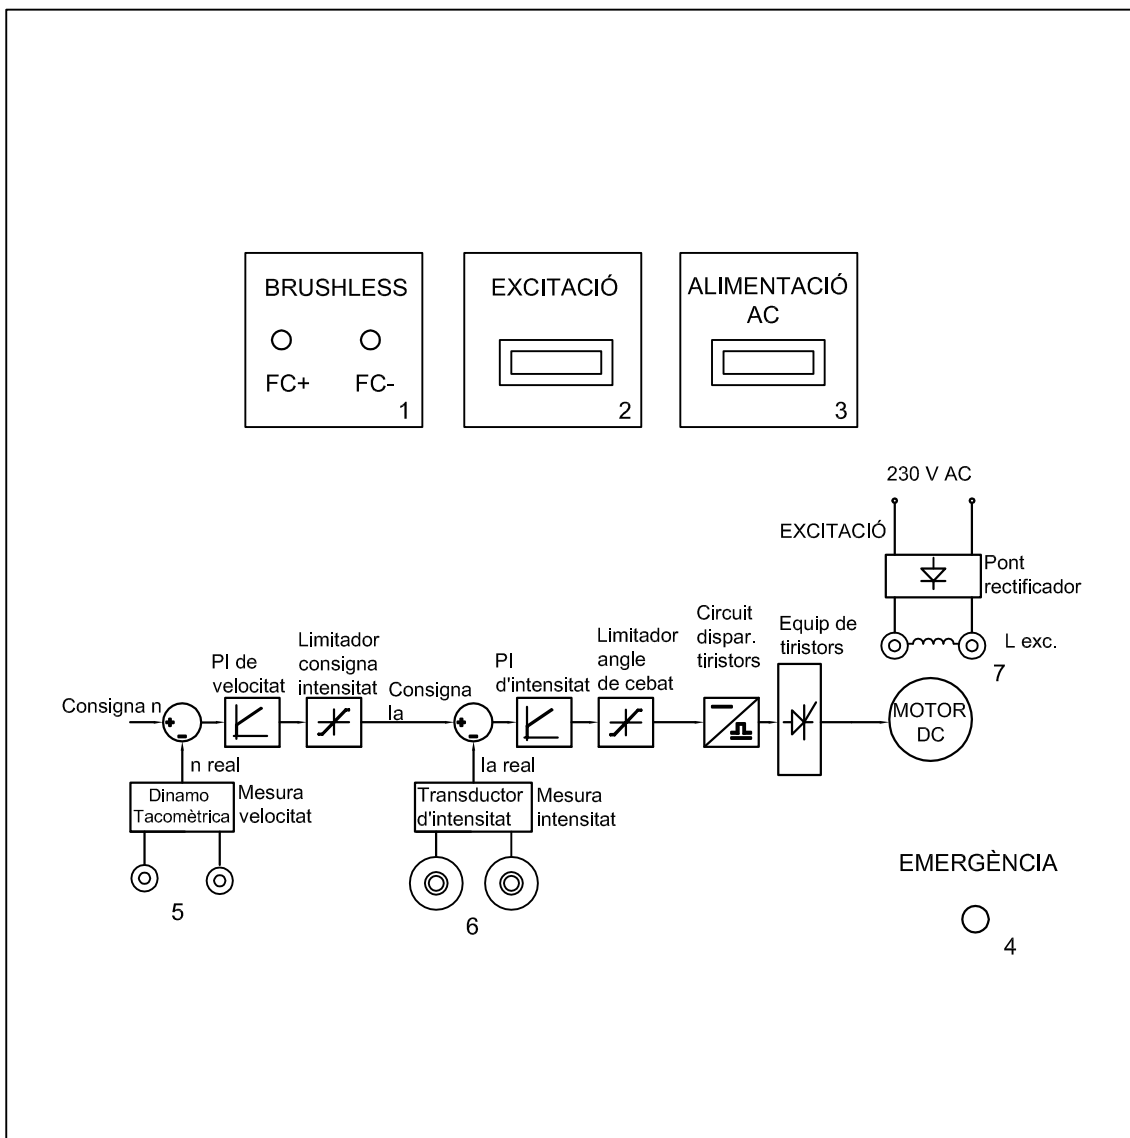 BRUSHLESS
FC+
FC-
1
EXCITACIÓ
2
ALIMENTACIÓ
AC
3
230 V AC
EXCITACIÓ
Pont
rectificador
L exc.
7
Consigna n
PI de
velocitat
Limitador
consigna
intensitat
Consigna
Ia
PI
d'intensitat
Limitador
angle
de cebat
Circuit
dispar.
tiristors
Equip de
tiristors
MOTOR
DC
n real
Dinamo
Tacomètrica
Mesura
velocitat
5
Ia real
Transductor
d'intensitat
Mesura
intensitat
6
EMERGÈNCIA
4